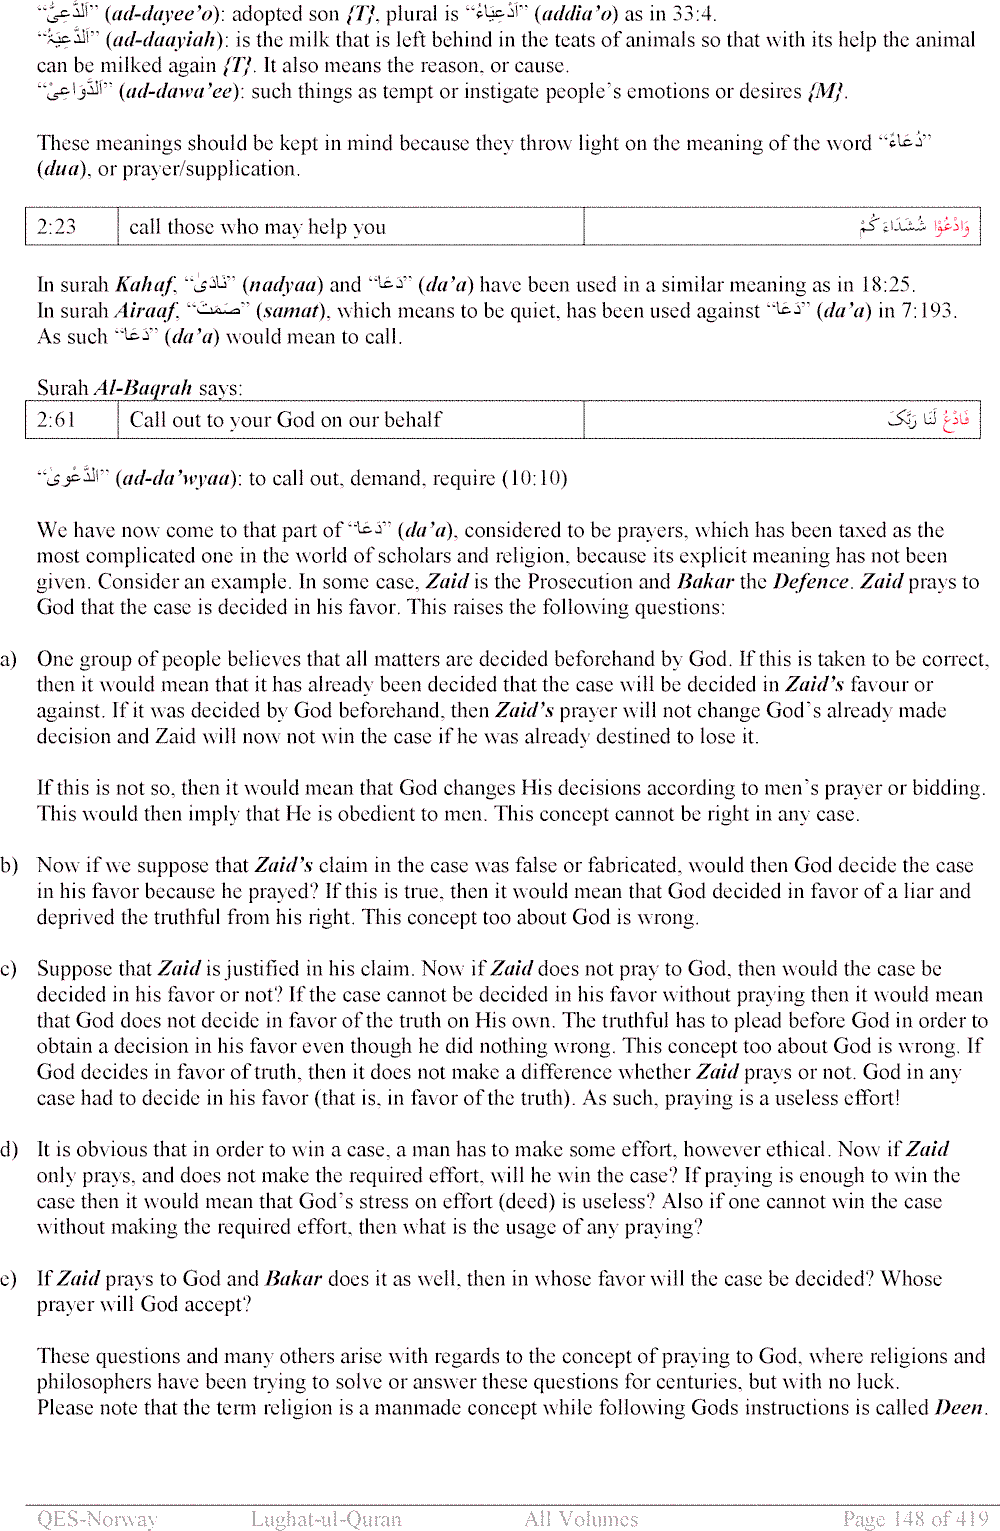 “اَلدَّعِیُّ” (ad-dayee’o): adopted son {T}, plural is “اَدْعِیَاءُ” (addia’o) as in 33:4.
“اَلدَّاعِیَۃُ” (ad-daayiah): is the milk that is left behind in the teats of animals so that with its help the animal
can be milked again {T}. It also means the reason, or cause.
“اَلدَّوَاعِیْ” (ad-dawa’ee): such things as tempt or instigate people’s emotions or desires {M}.
These meanings should be kept in mind because they throw light on the meaning of the word “دُعَاءٌ”
(dua), or prayer/supplication.
2:23 call those who may help you وَادْعُوْا شُہَدَاءَ کُمْ
In surah Kahaf, “نَادَیٰ” (nadyaa) and “دَعَا” (da’a) have been used in a similar meaning as in 18:25.
In surah Airaaf, “صَمَتَ” (samat), which means to be quiet, has been used against “دَعَا” (da’a) in 7:193.
As such “دَعَا” (da’a) would mean to call.
Surah Al-Baqrah says:
2:61 Call out to your God on our behalf فَادْعُ لَنَا رَبَّکَ
“اَلدَّعْویٰ” (ad-da’wyaa): to call out, demand, require (10:10)
We have now come to that part of “دَعَا” (da’a), considered to be prayers, which has been taxed as the
most complicated one in the world of scholars and religion, because its explicit meaning has not been
given. Consider an example. In some case, Zaid is the Prosecution and Bakar the Defence. Zaid prays to
God that the case is decided in his favor. This raises the following questions:
a) One group of people believes that all matters are decided beforehand by God. If this is taken to be correct,
then it would mean that it has already been decided that the case will be decided in Zaid’s favour or
against. If it was decided by God beforehand, then Zaid’s prayer will not change God’s already made
decision and Zaid will now not win the case if he was already destined to lose it.
If this is not so, then it would mean that God changes His decisions according to men’s prayer or bidding.
This would then imply that He is obedient to men. This concept cannot be right in any case.
b) Now if we suppose that Zaid’s claim in the case was false or fabricated, would then God decide the case
in his favor because he prayed? If this is true, then it would mean that God decided in favor of a liar and
deprived the truthful from his right. This concept too about God is wrong.
c) Suppose that Zaid is justified in his claim. Now if Zaid does not pray to God, then would the case be
decided in his favor or not? If the case cannot be decided in his favor without praying then it would mean
that God does not decide in favor of the truth on His own. The truthful has to plead before God in order to
obtain a decision in his favor even though he did nothing wrong. This concept too about God is wrong. If
God decides in favor of truth, then it does not make a difference whether Zaid prays or not. God in any
case had to decide in his favor (that is, in favor of the truth). As such, praying is a useless effort!
d) It is obvious that in order to win a case, a man has to make some effort, however ethical. Now if Zaid
only prays, and does not make the required effort, will he win the case? If praying is enough to win the
case then it would mean that God’s stress on effort (deed) is useless? Also if one cannot win the case
without making the required effort, then what is the usage of any praying?
e) If Zaid prays to God and Bakar does it as well, then in whose favor will the case be decided? Whose
prayer will God accept?
These questions and many others arise with regards to the concept of praying to God, where religions and
philosophers have been trying to solve or answer these questions for centuries, but with no luck.
Please note that the term religion is a manmade concept while following Gods instructions is called Deen.
QES-Norway Lughat-ul-Quran All Volumes Page 148 of 419